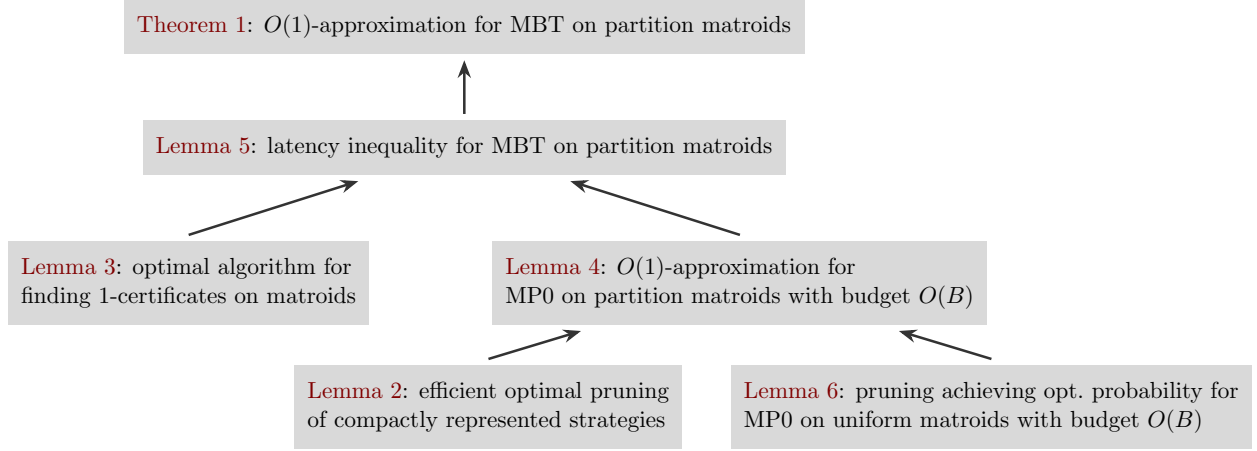 Theorem 1: O(1)-approximation for MBT on partition matroids
Lemma 5: latency inequality for MBT on partition matroids
Lemma 3: optimal algorithm for
finding 1-certificates on matroids
Lemma 4: O(1)-approximation for
MP0 on partition matroids with budget O(B)
Lemma 2: efficient optimal pruning
of compactly represented strategies
Lemma 6: pruning achieving opt. probability for
MP0 on uniform matroids with budget O(B)